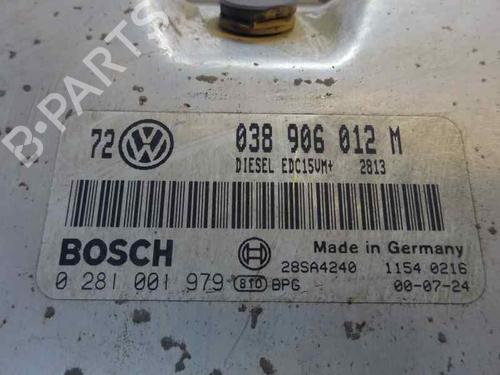 B-PARTS
72 VW 038 906 012 M
DIESEL EDC15VM+ 2813
BOSCH Made in Germany
0 281 001 979 810 BPG 28SA4240 1154 0216
00-07-24